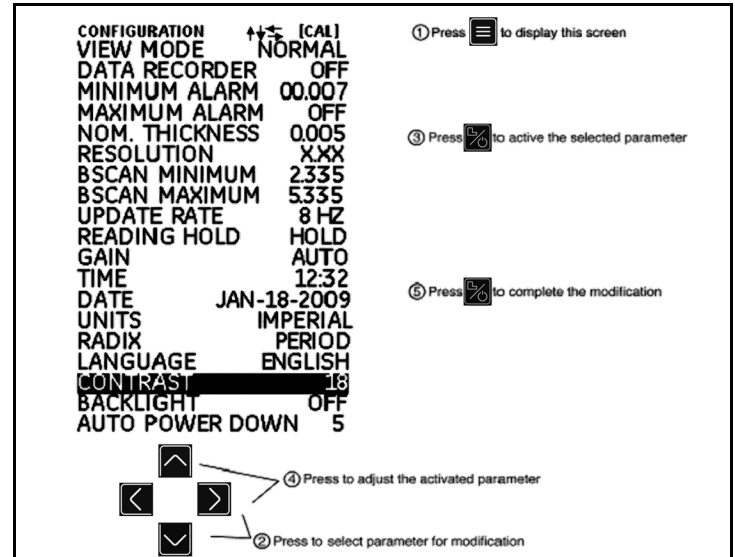 CONFIGURATION [CAL]
VIEW MODE NORMAL
DATA RECORDER OFF
MINIMUM ALARM 00.007
MAXIMUM ALARM OFF
NOM. THICKNESS 0.005
RESOLUTION X.XX
BSCAN MINIMUM 2.335
BSCAN MAXIMUM 5.335
UPDATE RATE 8 HZ
READING HOLD HOLD
GAIN AUTO
TIME 12:32
DATE JAN-18-2009
UNITS IMPERIAL
RADIX PERIOD
LANGUAGE ENGLISH
CONTRAST 18
BACKLIGHT OFF
AUTO POWER DOWN 5
① Press to display this screen
③ Press to active the selected parameter
⑤ Press to complete the modification
④ Press to adjust the activated parameter
② Press to select parameter for modification